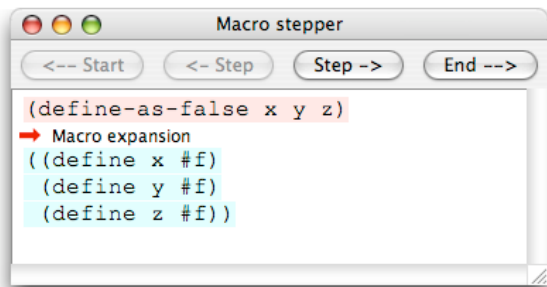 Macro stepper
<-- Start <- Step Step -> End -->
(define-as-false x y z)
Macro expansion
((define x #f)
(define y #f)
(define z #f))